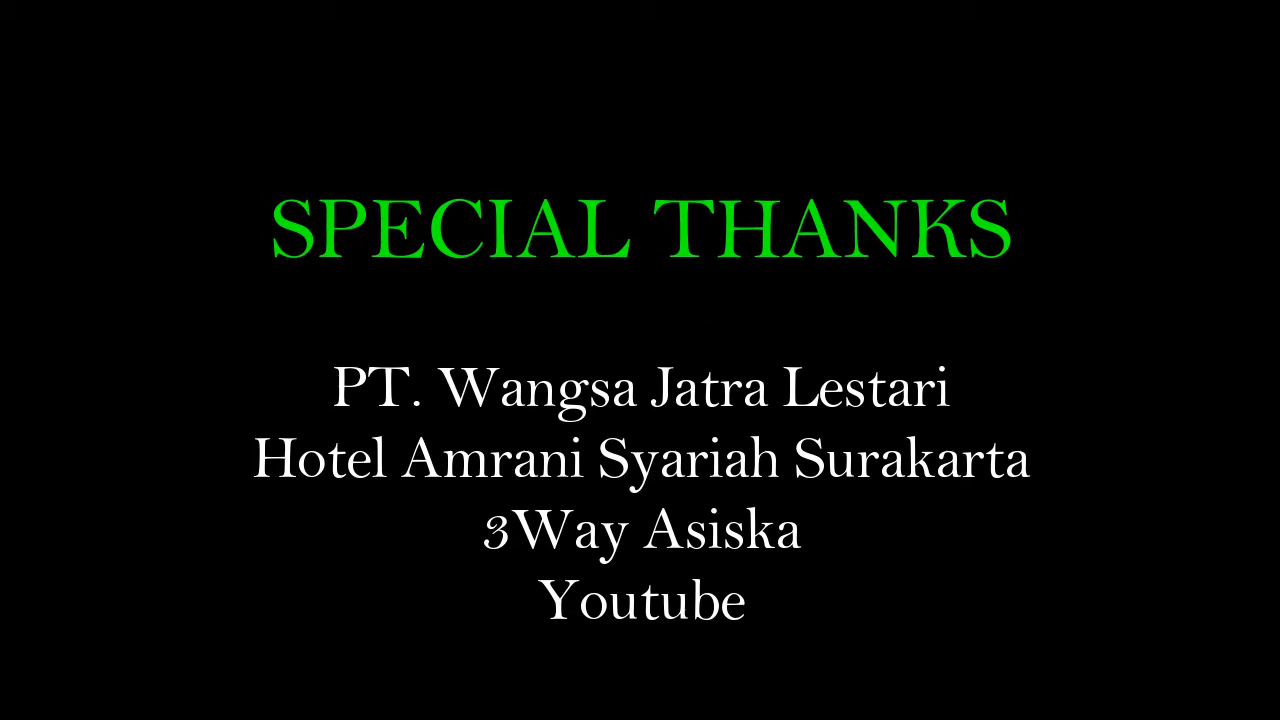 SPECIAL THANKS
PT. Wangsa Jatra Lestari
Hotel Amrani Syariah Surakarta
3Way Asiska
Youtube